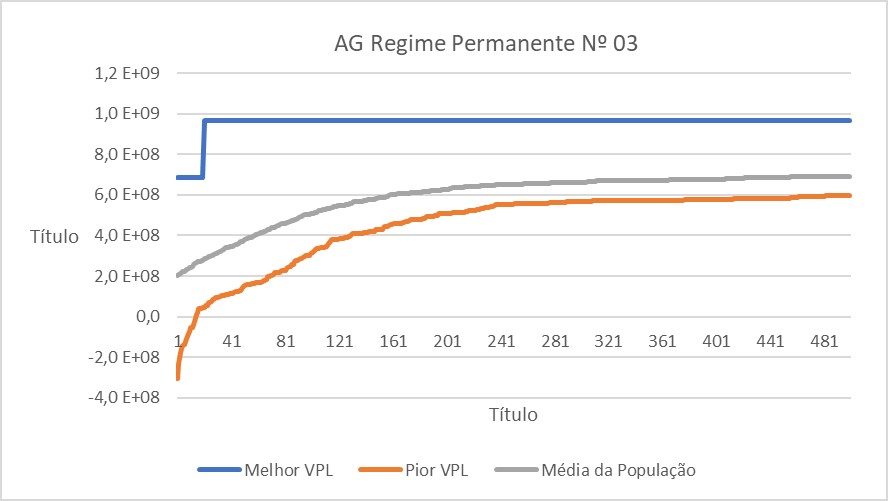 AG Regime Permanente Nº 03
1,2 E+09
1,0 E+09
8,0 E+08
6,0 E+08
4,0 E+08
2,0 E+08
0,0
-2,0 E+08
-4,0 E+08
Título
1 41 81 121 161 201 241 281 321 361 401 441 481
Título
Melhor VPL Pior VPL Média da População